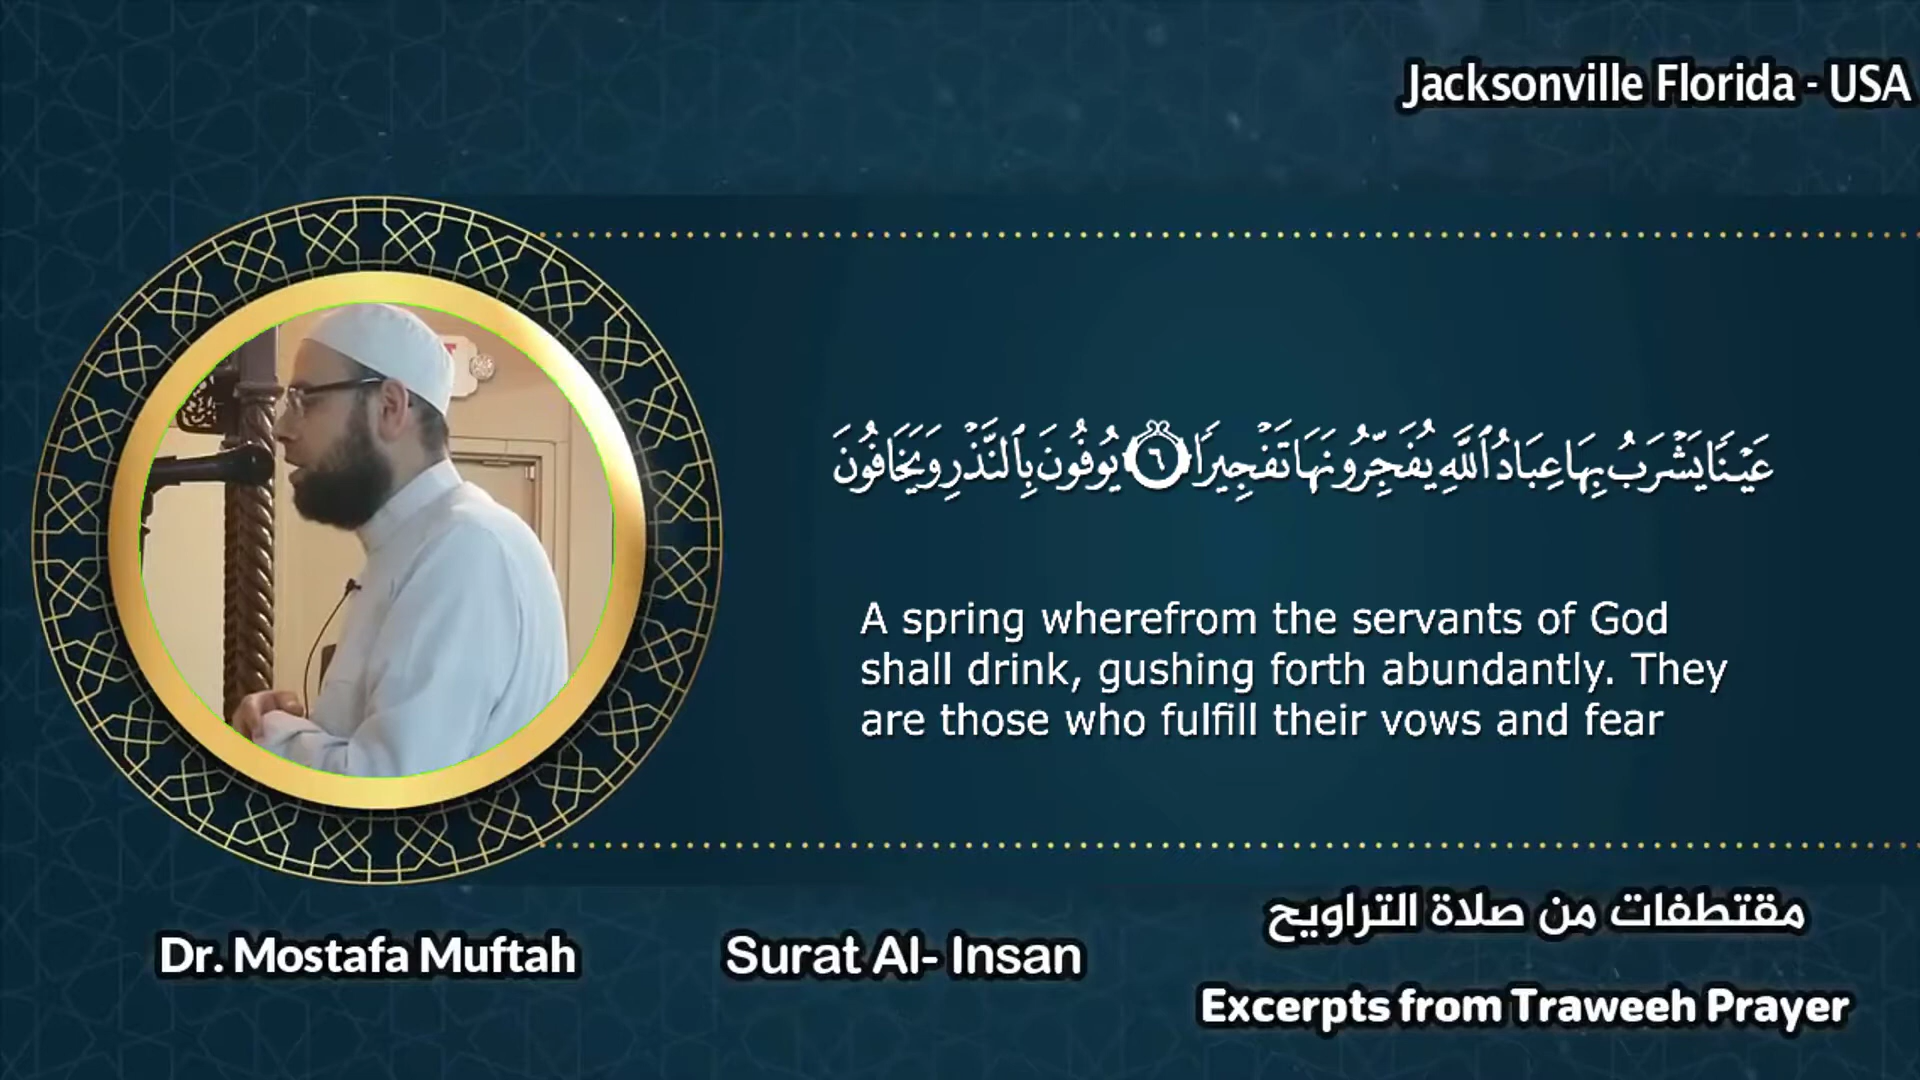 Jacksonville Florida - USA
عَيۡنٗا يَشۡرَبُ بِهَا عِبَادُ ٱللَّهِ يُفَجِّرُونَهَا تَفۡجِيرٗا ٦ يُوفُونَ بِٱلنَّذۡرِ وَيَخَافُونَ
A spring wherefrom the servants of God
shall drink, gushing forth abundantly. They
are those who fulfill their vows and fear
مقتطفات من صلاة التراويح
Dr. Mostafa Muftah
Surat Al- Insan
Excerpts from Traweeh Prayer